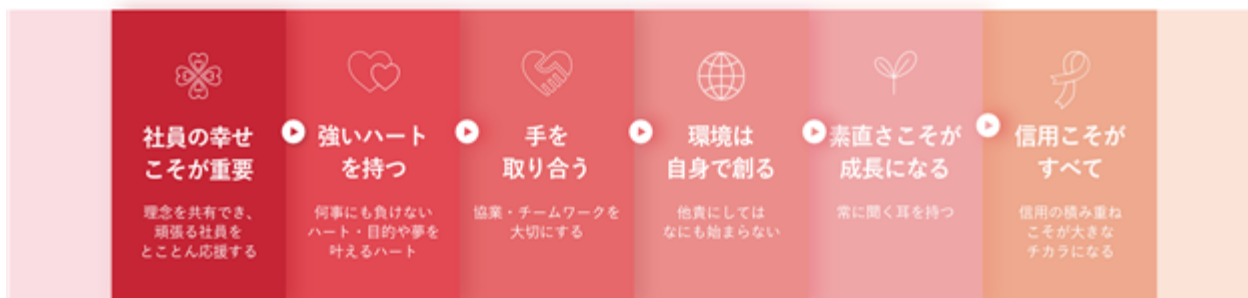 社員の幸せ
こそが重要
理念を共有でき、
頑張る社員を
とことん応援する
強いハート
を持つ
何事にも負けない
ハート・目的や夢を
叶えるハート
手を
取り合う
協業・チームワークを
大切にする
環境は
自身で創る
他責にしては
なにも始まらない
素直さこそが
成長になる
常に聞く耳を持つ
信用こそが
すべて
信用の積み重ね
こそが大きな
チカラになる